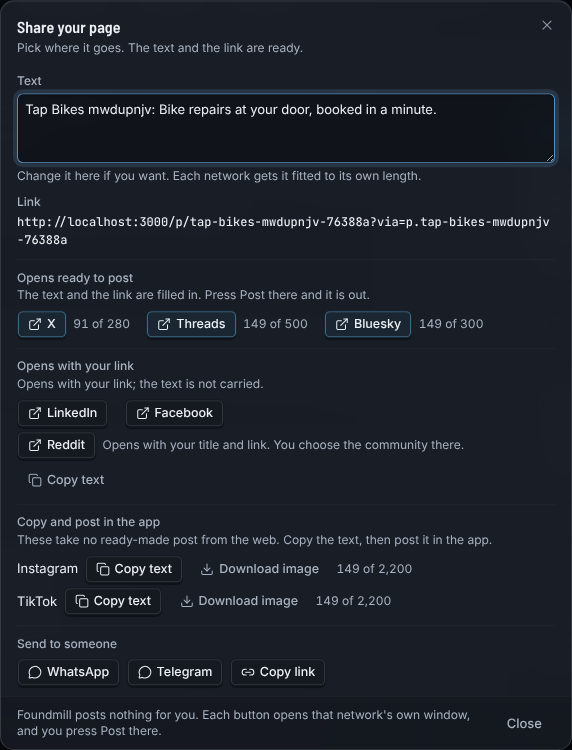 Share your page
Pick where it goes. The text and the link are ready.
Text
Tap Bikes mwdupnjv: Bike repairs at your door, booked in a minute.
Change it here if you want. Each network gets it fitted to its own length.
Link
http://localhost:3000/p/tap-bikes-mwdupnjv-76388a?via=p.tap-bikes-mwdupnjv
-76388a
Opens ready to post
The text and the link are filled in. Press Post there and it is out.
X 91 of 280 Threads 149 of 500 Bluesky 149 of 300
Opens with your link
Opens with your link; the text is not carried.
LinkedIn Facebook
Reddit Opens with your title and link. You choose the community there.
Copy text
Copy and post in the app
These take no ready-made post from the web. Copy the text, then post it in the app.
Instagram Copy text Download image 149 of 2,200
TikTok Copy text Download image 149 of 2,200
Send to someone
WhatsApp Telegram Copy link
Foundmill posts nothing for you. Each button opens that network's own window,
and you press Post there.
Close